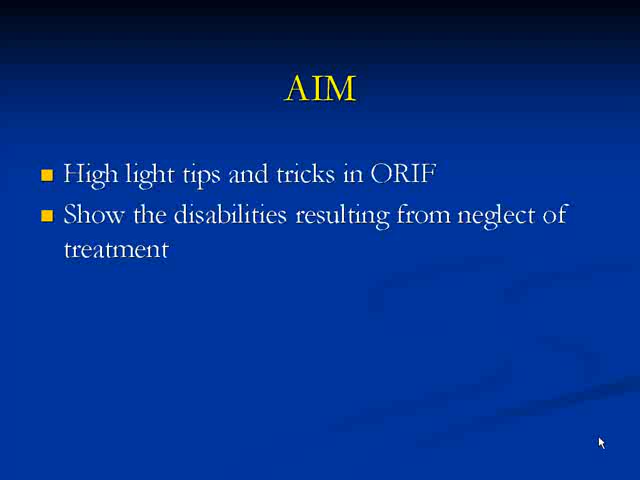 AIM
High light tips and tricks in ORIF
Show the disabilities resulting from neglect of
treatment